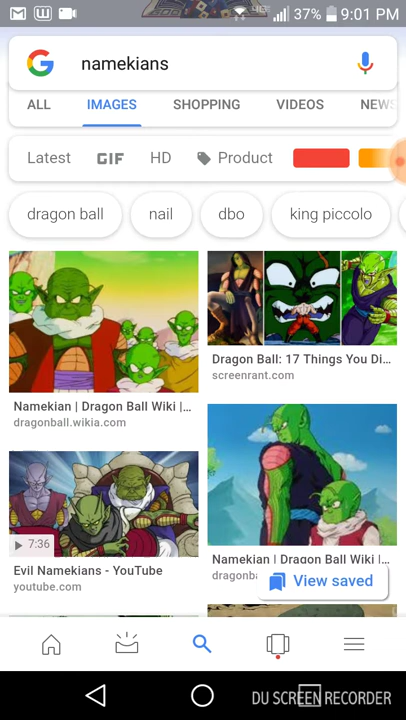 37% 9:01 PM
namekians
ALL IMAGES SHOPPING VIDEOS NEWS
Latest GIF HD Product
dragon ball nail dbo king piccolo
Namekian | Dragon Ball Wiki |...
dragonball.wikia.com
Dragon Ball: 17 Things You Di...
screenrant.com
7:36
Evil Namekians - YouTube
youtube.com
Namekian | Dragon Ball Wiki |...
dragonba
View saved
DU SCREEN RECORDER